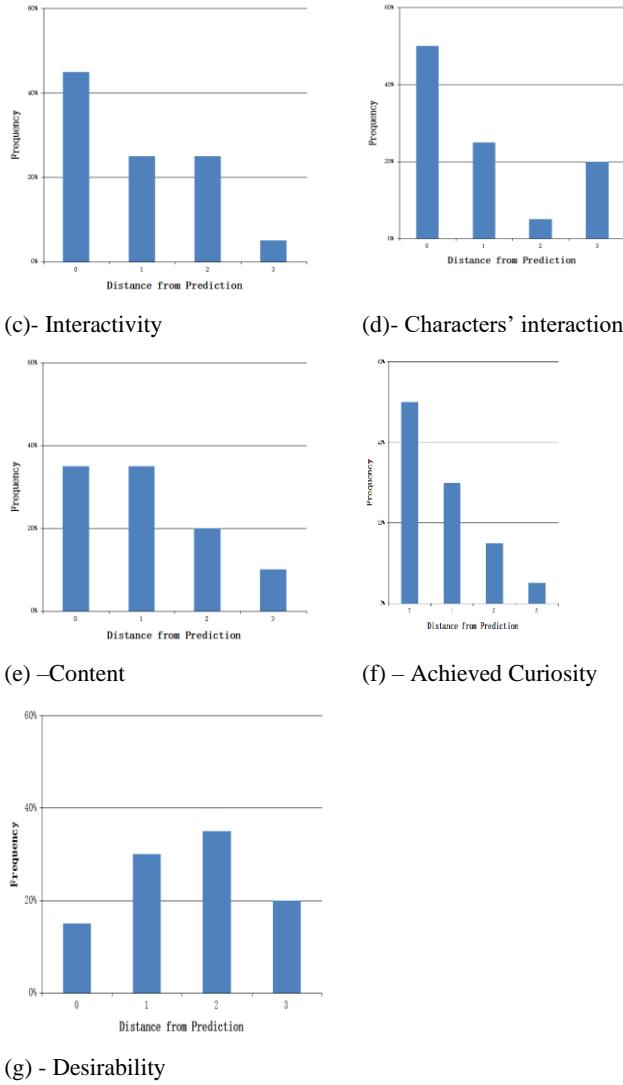 60%
40%
20%
0%
Frequency
0 1 2 3
Distance from Prediction
60%
40%
20%
0%
Frequency
0 1 2 3
Distance from Prediction
(c)- Interactivity
(d)- Characters’ interaction
60%
40%
20%
0%
Frequency
0 1 2 3
Distance from Prediction
Frequency
Distance from Prediction
(e) –Content
(f) – Achieved Curiosity
60%
40%
20%
0%
Frequency
0 1 2 3
Distance from Prediction
(g) - Desirability